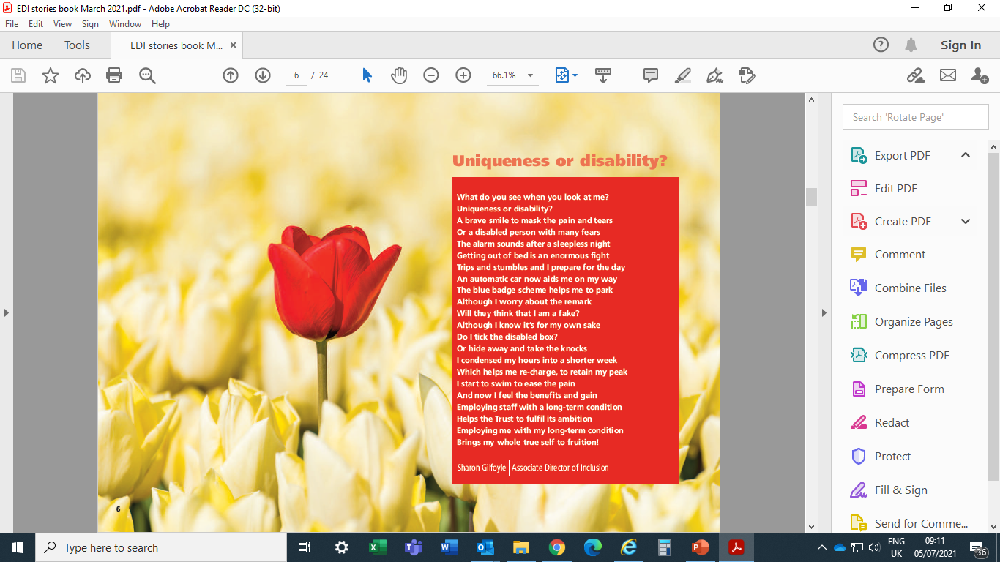 EDI stories book March 2021.pdf - Adobe Acrobat Reader DC (32-bit)
File Edit View Sign Window Help
Home Tools EDI stories book M... × Sign In
6 / 24 66.1%
Uniqueness or disability?
What do you see when you look at me?
Uniqueness or disability?
A brave smile to mask the pain and tears
Or a disabled person with many fears
The alarm sounds after a sleepless night
Getting out of bed is an enormous fight
Trips and stumbles and I prepare for the day
An automatic car now aids me on my way
The blue badge scheme helps me to park
Although I worry about the remark
Will they think that I am a fake?
Although I know it's for my own sake
Do I tick the disabled box?
Or hide away and take the knocks
I condensed my hours into a shorter week
Which helps me re-charge, to retain my peak
I start to swim to ease the pain
And now I feel the benefits and gain
Employing staff with a long-term condition
Helps the Trust to fulfil its ambition
Employing me with my long-term condition
Brings my whole true self to fruition!
Sharon Gilfoyle | Associate Director of Inclusion
6
Search 'Rotate Page'
Export PDF
Edit PDF
Create PDF
Comment
Combine Files
Organize Pages
Compress PDF
Prepare Form
Redact
Protect
Fill & Sign
Send for Comme...
Type here to search
ENG
UK
09:11
05/07/2021
36